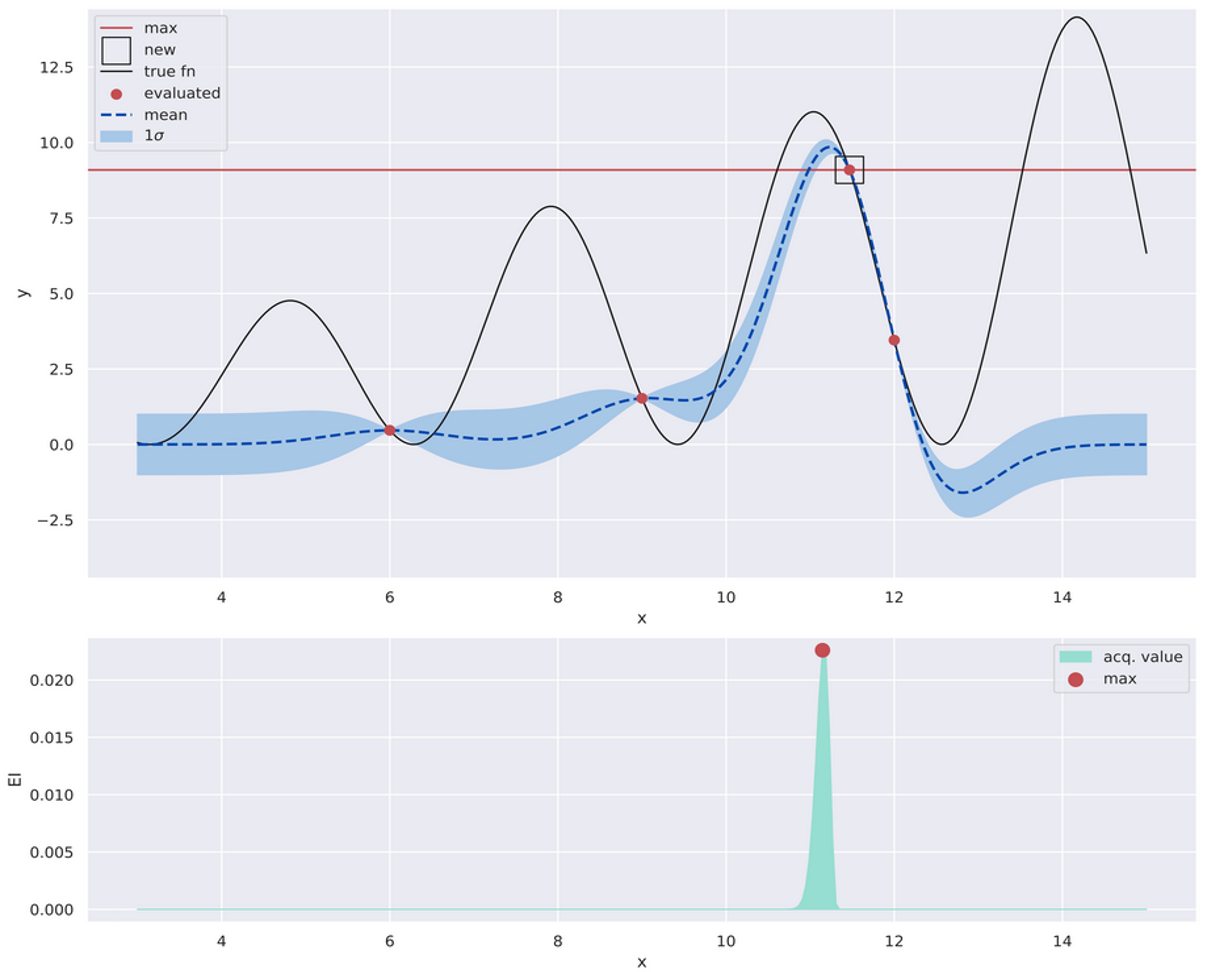 max
new
true fn
evaluated
mean
1σ
12.5
10.0
7.5
5.0
2.5
0.0
−2.5
y
4 6 8 10 12 14
x
acq. value
max
0.020
0.015
0.010
0.005
0.000
EI
4 6 8 10 12 14
x